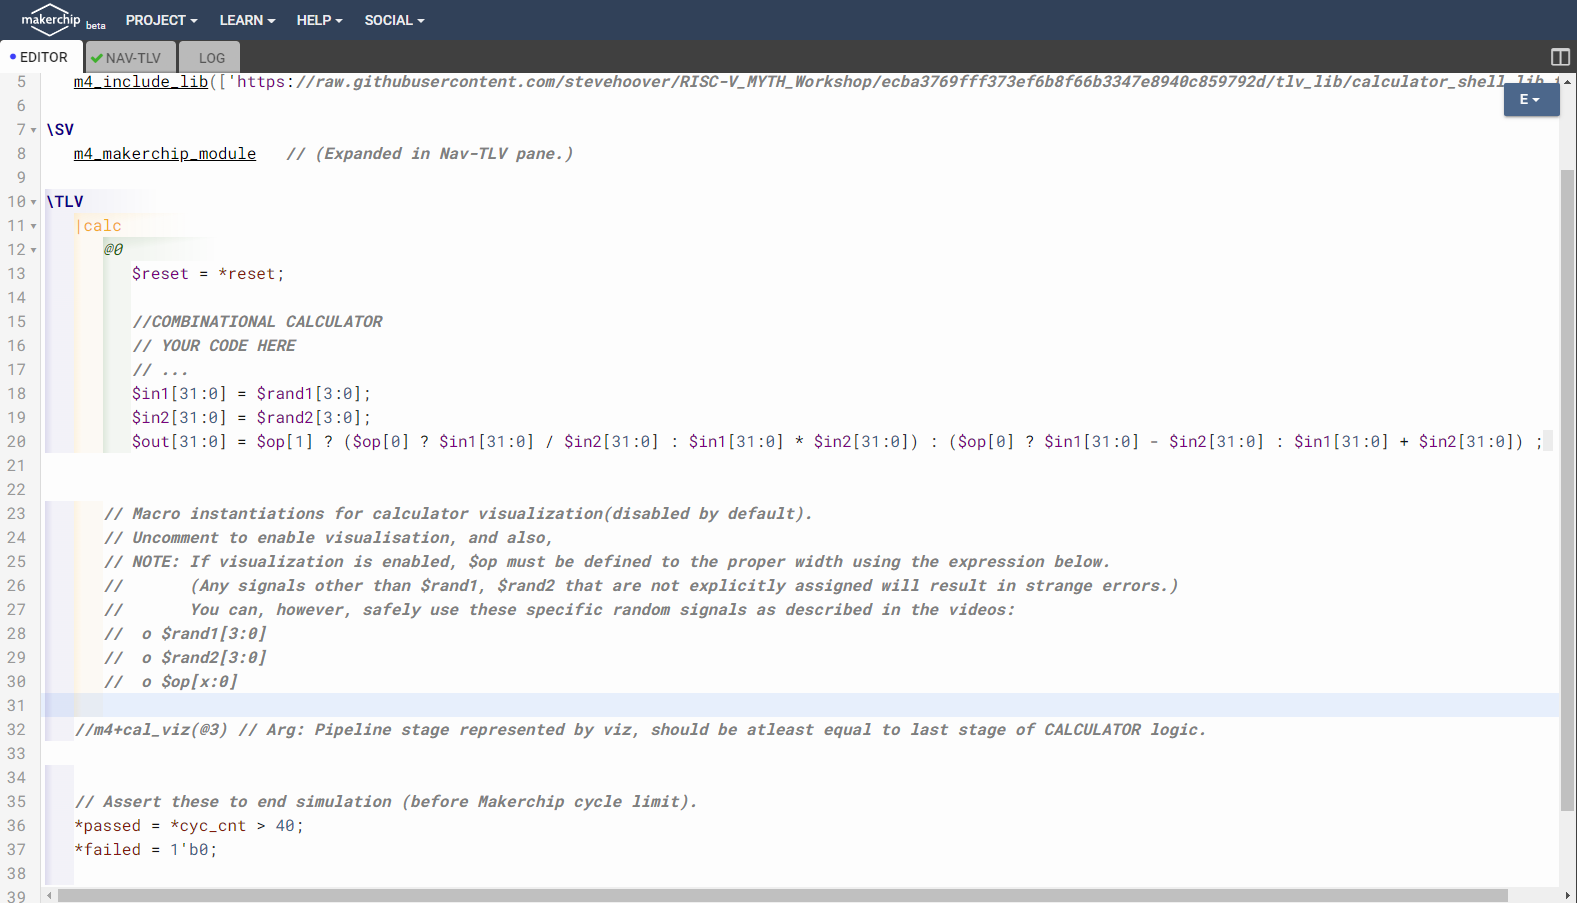 makerchip beta PROJECT LEARN HELP SOCIAL
EDITOR NAV-TLV LOG
5 m4_include_lib(['https://raw.githubusercontent.com/stevehoover/RISC-V_MYTH_Workshop/ecba3769fff373ef6b8f66b3347e8940c859792d/tlv_lib/calculator_shell_lib.
E
6
7 \SV
8 m4_makerchip_module // (Expanded in Nav-TLV pane.)
9
10 \TLV
11 |calc
12 @0
13 $reset = *reset;
14
15 //COMBINATIONAL CALCULATOR
16 // YOUR CODE HERE
17 // ...
18 $in1[31:0] = $rand1[3:0];
19 $in2[31:0] = $rand2[3:0];
20 $out[31:0] = $op[1] ? ($op[0] ? $in1[31:0] / $in2[31:0] : $in1[31:0] * $in2[31:0]) : ($op[0] ? $in1[31:0] - $in2[31:0] : $in1[31:0] + $in2[31:0]) ;
21
22
23 // Macro instantiations for calculator visualization(disabled by default).
24 // Uncomment to enable visualisation, and also,
25 // NOTE: If visualization is enabled, $op must be defined to the proper width using the expression below.
26 // (Any signals other than $rand1, $rand2 that are not explicitly assigned will result in strange errors.)
27 // You can, however, safely use these specific random signals as described in the videos:
28 // o $rand1[3:0]
29 // o $rand2[3:0]
30 // o $op[x:0]
31
32 //m4+cal_viz(@3) // Arg: Pipeline stage represented by viz, should be atleast equal to last stage of CALCULATOR logic.
33
34
35 // Assert these to end simulation (before Makerchip cycle limit).
36 *passed = *cyc_cnt > 40;
37 *failed = 1'b0;
38
39